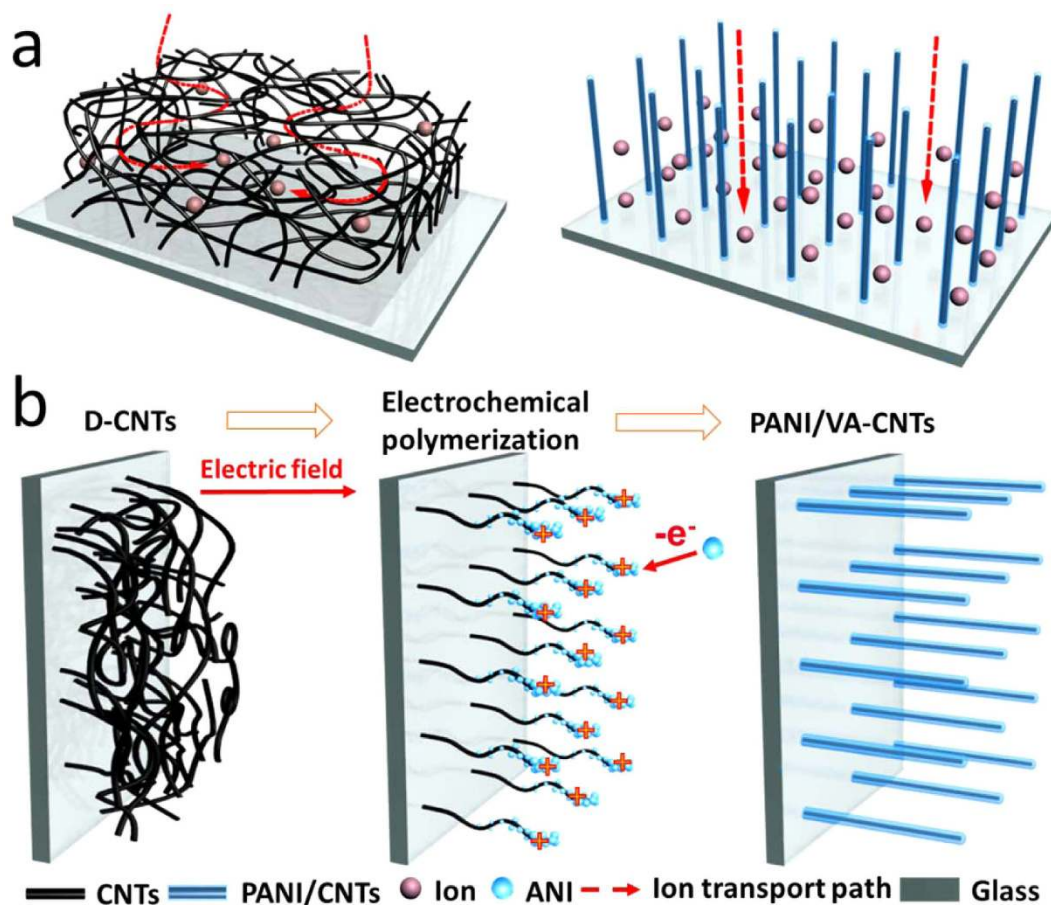 a
b
D-CNTs
Electrochemical
polymerization
PANI/VA-CNTs
Electric field
-e-
CNTs PANI/CNTs Ion ANI Ion transport path Glass